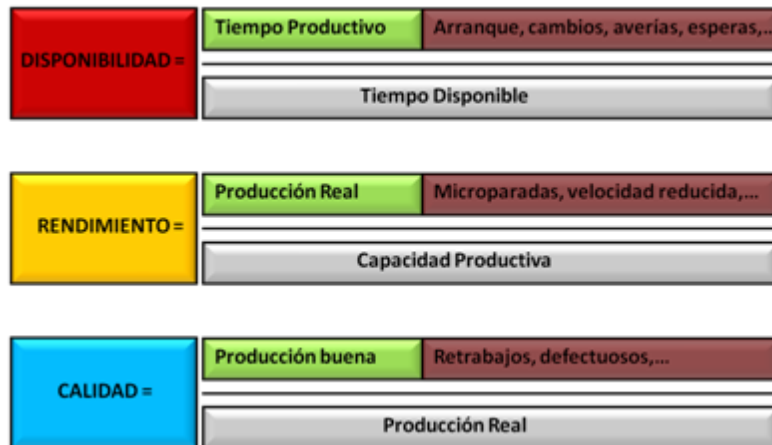 DISPONIBILIDAD =
Tiempo Productivo
Arranque, cambios, averías, esperas,...
Tiempo Disponible
RENDIMIENTO =
Producción Real
Microparadas, velocidad reducida,...
Capacidad Productiva
CALIDAD =
Producción buena
Retrabajos, defectuosos,...
Producción Real